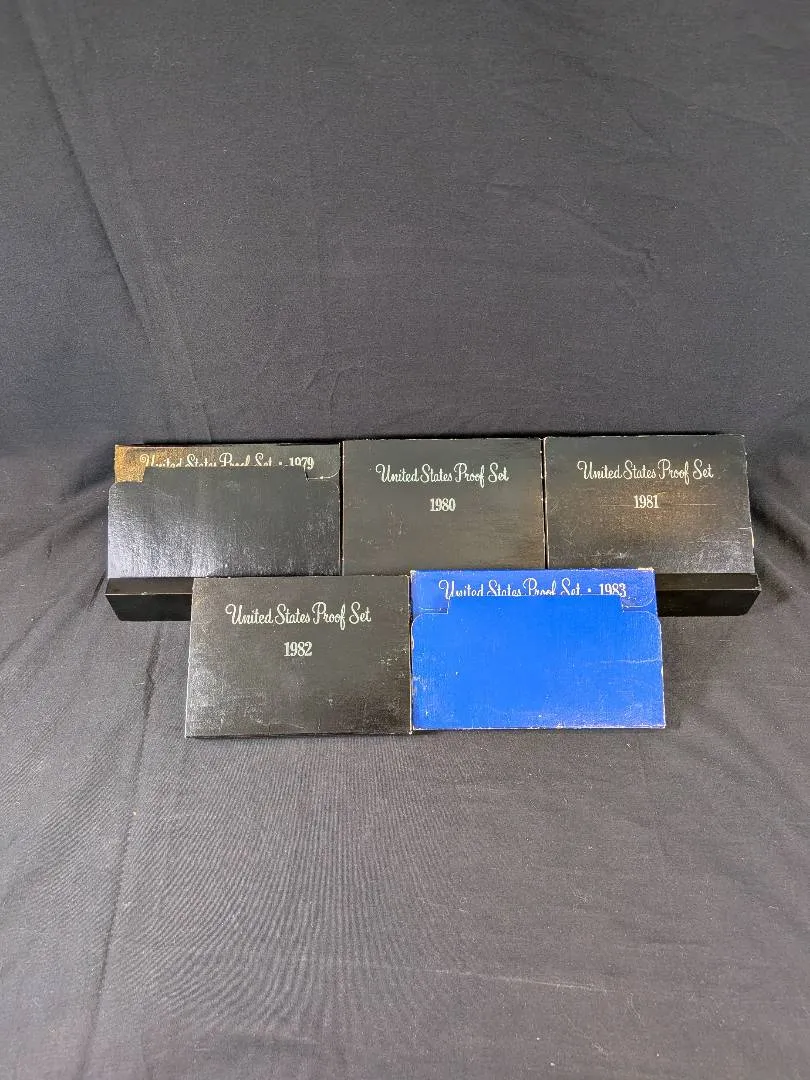 United States Proof Set • 1979
United States Proof Set
1980
United States Proof Set
1981
United States Proof Set
1982
United States Proof Set • 1983